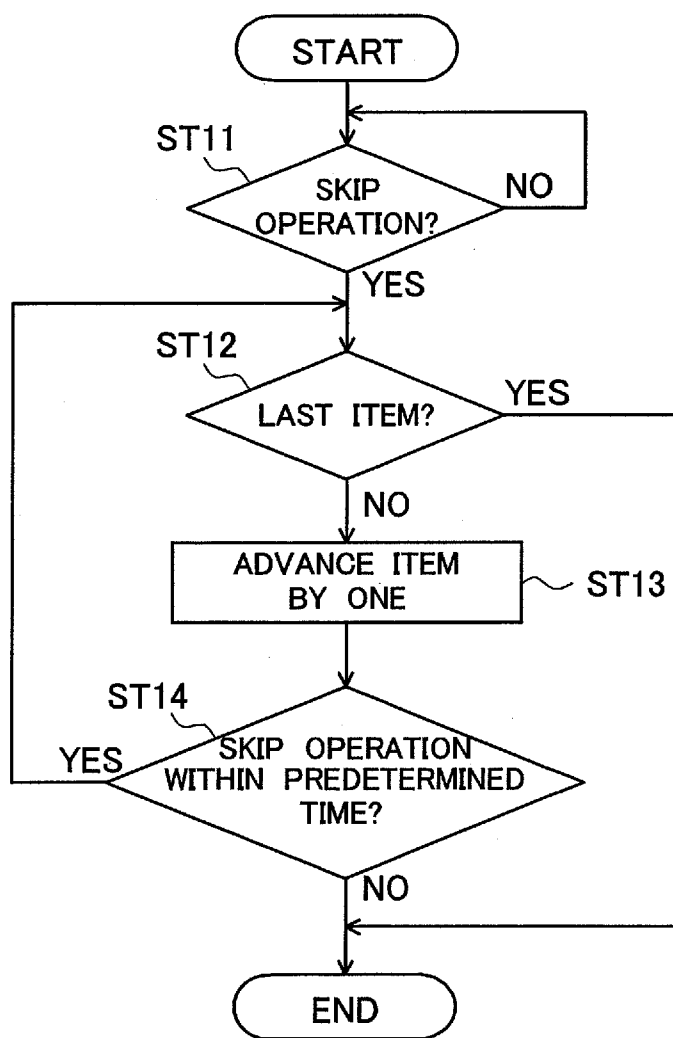 START
ST11
SKIP
OPERATION?
NO
YES
ST12
LAST ITEM?
YES
NO
ADVANCE ITEM
BY ONE
ST13
ST14
YES
SKIP OPERATION
WITHIN PREDETERMINED
TIME?
NO
END